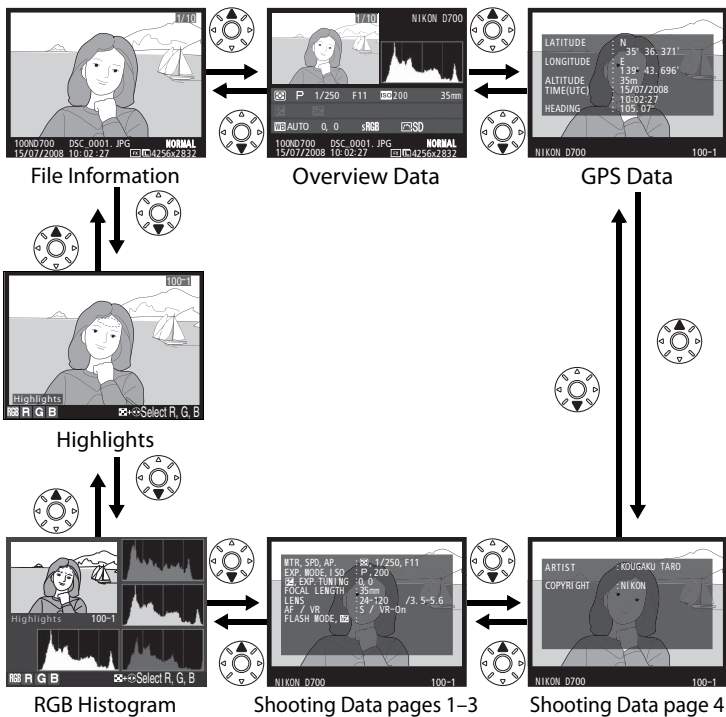 1/10
100ND700 DSC_0001. JPG NORMAL
15/07/2008 10: 02: 27 FX L 4256x2832
File Information
1/10 NIKON D700
P 1/250 F11 ISO 200 35mm
WB AUTO 0, 0 sRGB SD
100ND700 DSC_0001. JPG NORMAL
15/07/2008 10: 02: 27 FX L 4256x2832
Overview Data
LATITUDE : N
: 35° 36. 371'
LONGITUDE : E
: 139° 43. 696'
ALTITUDE : 35m
TIME(UTC) : 15/07/2008
: 10:02:27
HEADING : 105. 07°
NIKON D700 100-1
GPS Data
100-1
Highlights
RGB R G B Select R, G, B
Highlights
Highlights 100-1
RGB R G B Select R, G, B
RGB Histogram
MTR, SPD, AP. : , 1/250, F11
EXP. MODE, ISO : P, 200
, EXP. TUNING : 0, 0
FOCAL LENGTH : 35mm
LENS : 24-120 /3. 5-5. 6
AF / VR : S / VR-On
FLASH MODE, :
NIKON D700 100-1
Shooting Data pages 1–3
ARTIST : KOUGAKU TARO
COPYRIGHT : NIKON
NIKON D700 100-1
Shooting Data page 4